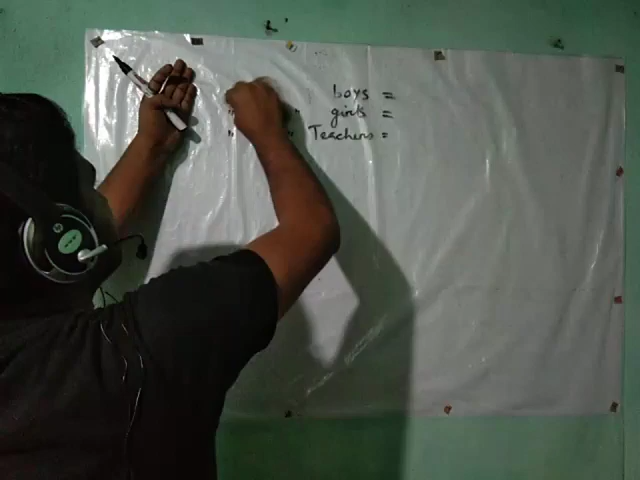 boys =
" " girls =
" " Teachers =